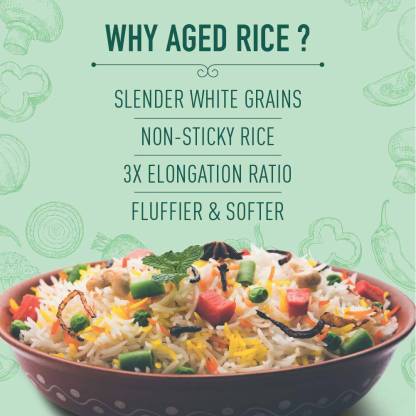 WHY AGED RICE ?
SLENDER WHITE GRAINS
NON-STICKY RICE
3X ELONGATION RATIO
FLUFFIER & SOFTER